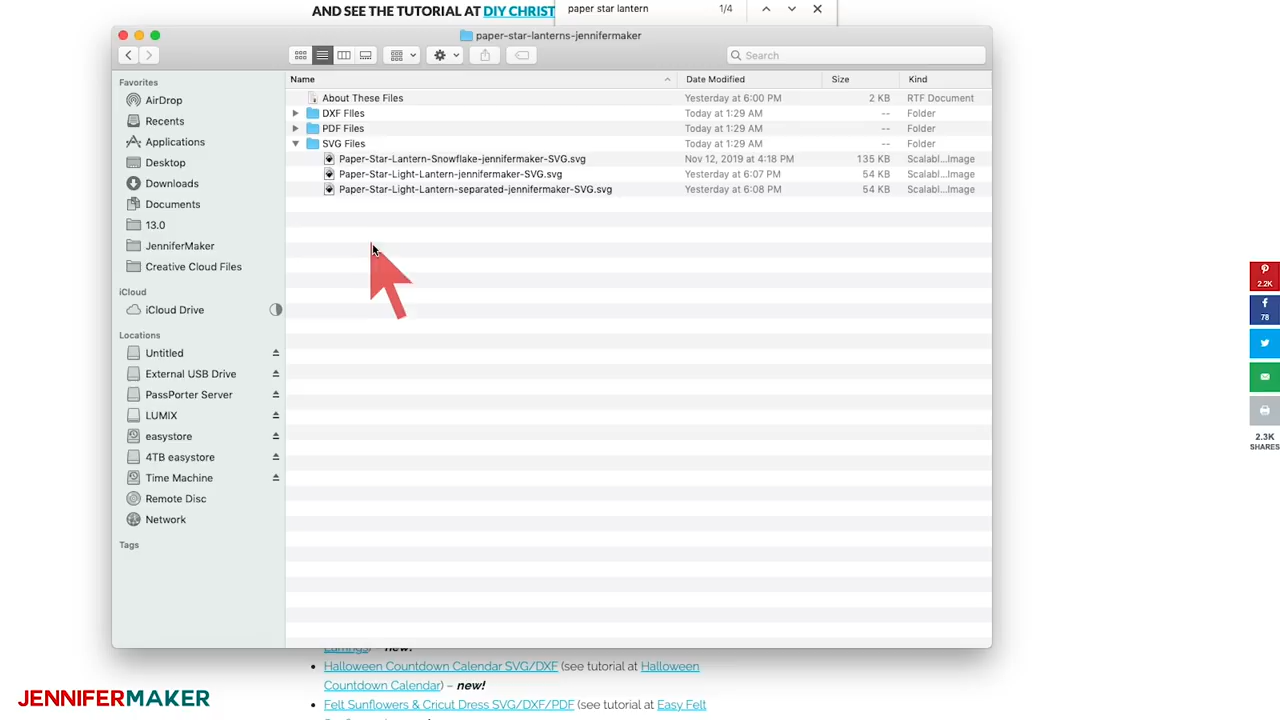 AND SEE THE TUTORIAL AT DIY CHRIST
paper star lantern 1/4
paper-star-lanterns-jennifermaker
Search
Favorites
AirDrop
Recents
Applications
Desktop
Downloads
Documents
13.0
JenniferMaker
Creative Cloud Files
iCloud
iCloud Drive
Locations
Untitled
External USB Drive
PassPorter Server
LUMIX
easystore
4TB easystore
Time Machine
Remote Disc
Network
Tags
Name Date Modified Size Kind
About These Files Yesterday at 6:00 PM 2 KB RTF Document
DXF Files Today at 1:29 AM -- Folder
PDF Files Today at 1:29 AM -- Folder
SVG Files Today at 1:29 AM -- Folder
Paper-Star-Lantern-Snowflake-jennifermaker-SVG.svg Nov 12, 2019 at 4:18 PM 135 KB Scalabl...Image
Paper-Star-Light-Lantern-jennifermaker-SVG.svg Yesterday at 6:07 PM 54 KB Scalabl...Image
Paper-Star-Light-Lantern-separated-jennifermaker-SVG.svg Yesterday at 6:08 PM 54 KB Scalabl...Image
2.2K
78
2.3K
SHARES
Earrings) – new!
Halloween Countdown Calendar SVG/DXF (see tutorial at Halloween
Countdown Calendar) – new!
Felt Sunflowers & Cricut Dress SVG/DXF/PDF (see tutorial at Easy Felt
JENNIFERMAKER